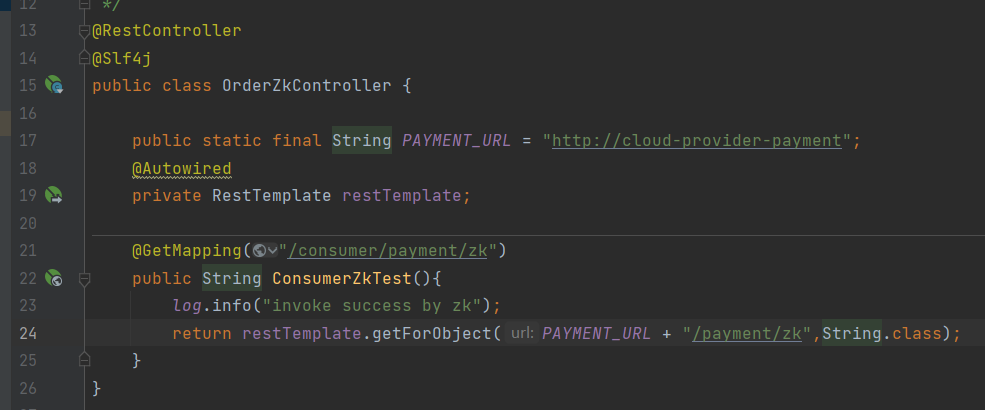 12 */
13 @RestController
14 @Slf4j
15 public class OrderZkController {
16
17 public static final String PAYMENT_URL = "http://cloud-provider-payment";
18 @Autowired
19 private RestTemplate restTemplate;
20
21 @GetMapping("/consumer/payment/zk")
22 public String ConsumerZkTest(){
23 log.info("invoke success by zk");
24 return restTemplate.getForObject( url: PAYMENT_URL + "/payment/zk",String.class);
25 }
26 }